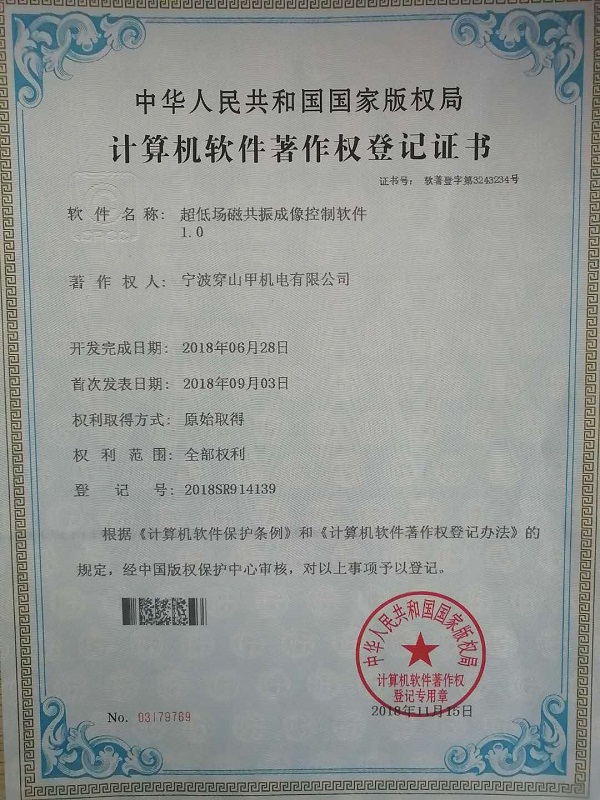 中华人民共和国国家版权局
计算机软件著作权登记证书
证书号： 软著登字第3243234号
软件名称： 超低场磁共振成像控制软件
1.0
著作权人： 宁波穿山甲机电有限公司
开发完成日期： 2018年06月28日
首次发表日期： 2018年09月03日
权利取得方式： 原始取得
权利范围： 全部权利
登记号： 2018SR914139
根据《计算机软件保护条例》和《计算机软件著作权登记办法》的
规定，经中国版权保护中心审核，对以上事项予以登记。
中华人民共和国国家版权局
计算机软件著作权
登记专用章
No. 03179769
2018年11月15日